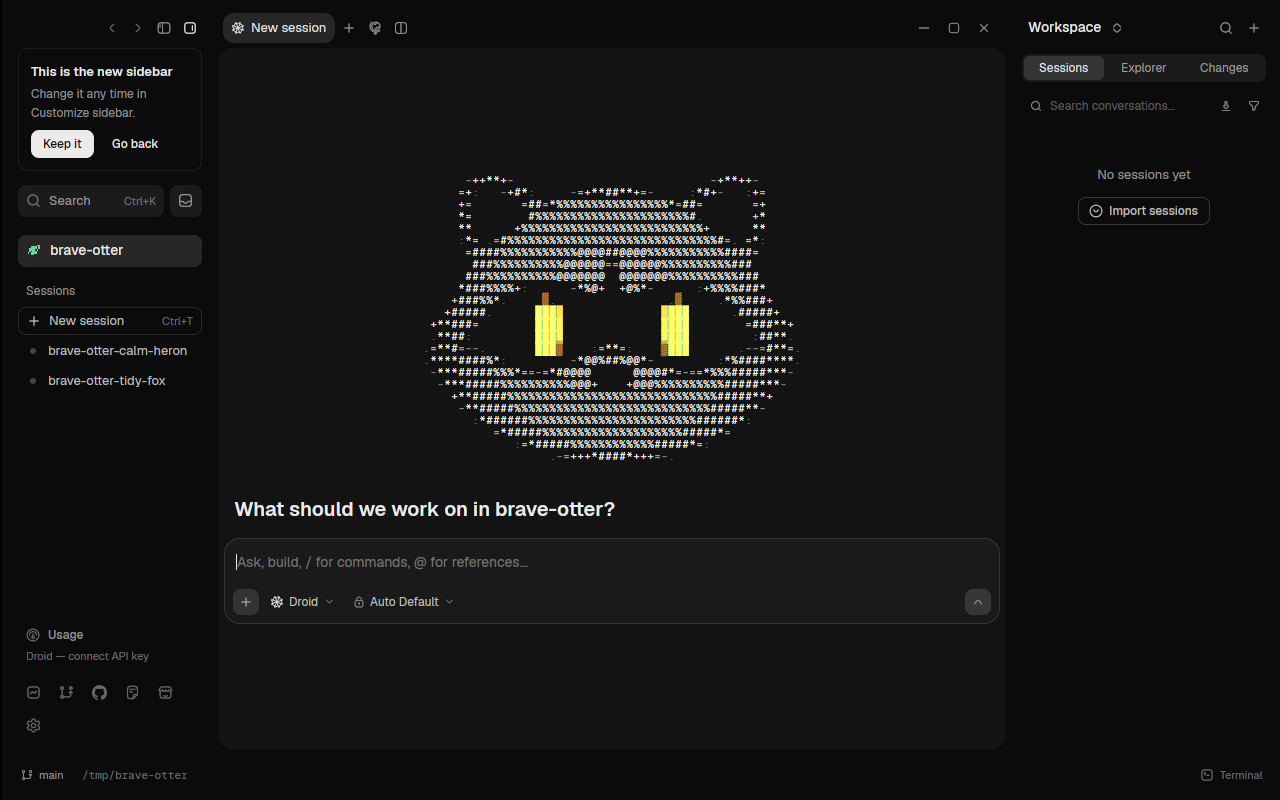 New session
This is the new sidebar
Change it any time in
Customize sidebar.
Keep it
Go back
Search
Ctrl+K
brave-otter
Sessions
New session
Ctrl+T
brave-otter-calm-heron
brave-otter-tidy-fox
Usage
Droid — connect API key
main
/tmp/brave-otter
What should we work on in brave-otter?
Ask, build, / for commands, @ for references...
Droid
Auto Default
Workspace
Sessions
Explorer
Changes
Search conversations...
No sessions yet
Import sessions
Terminal